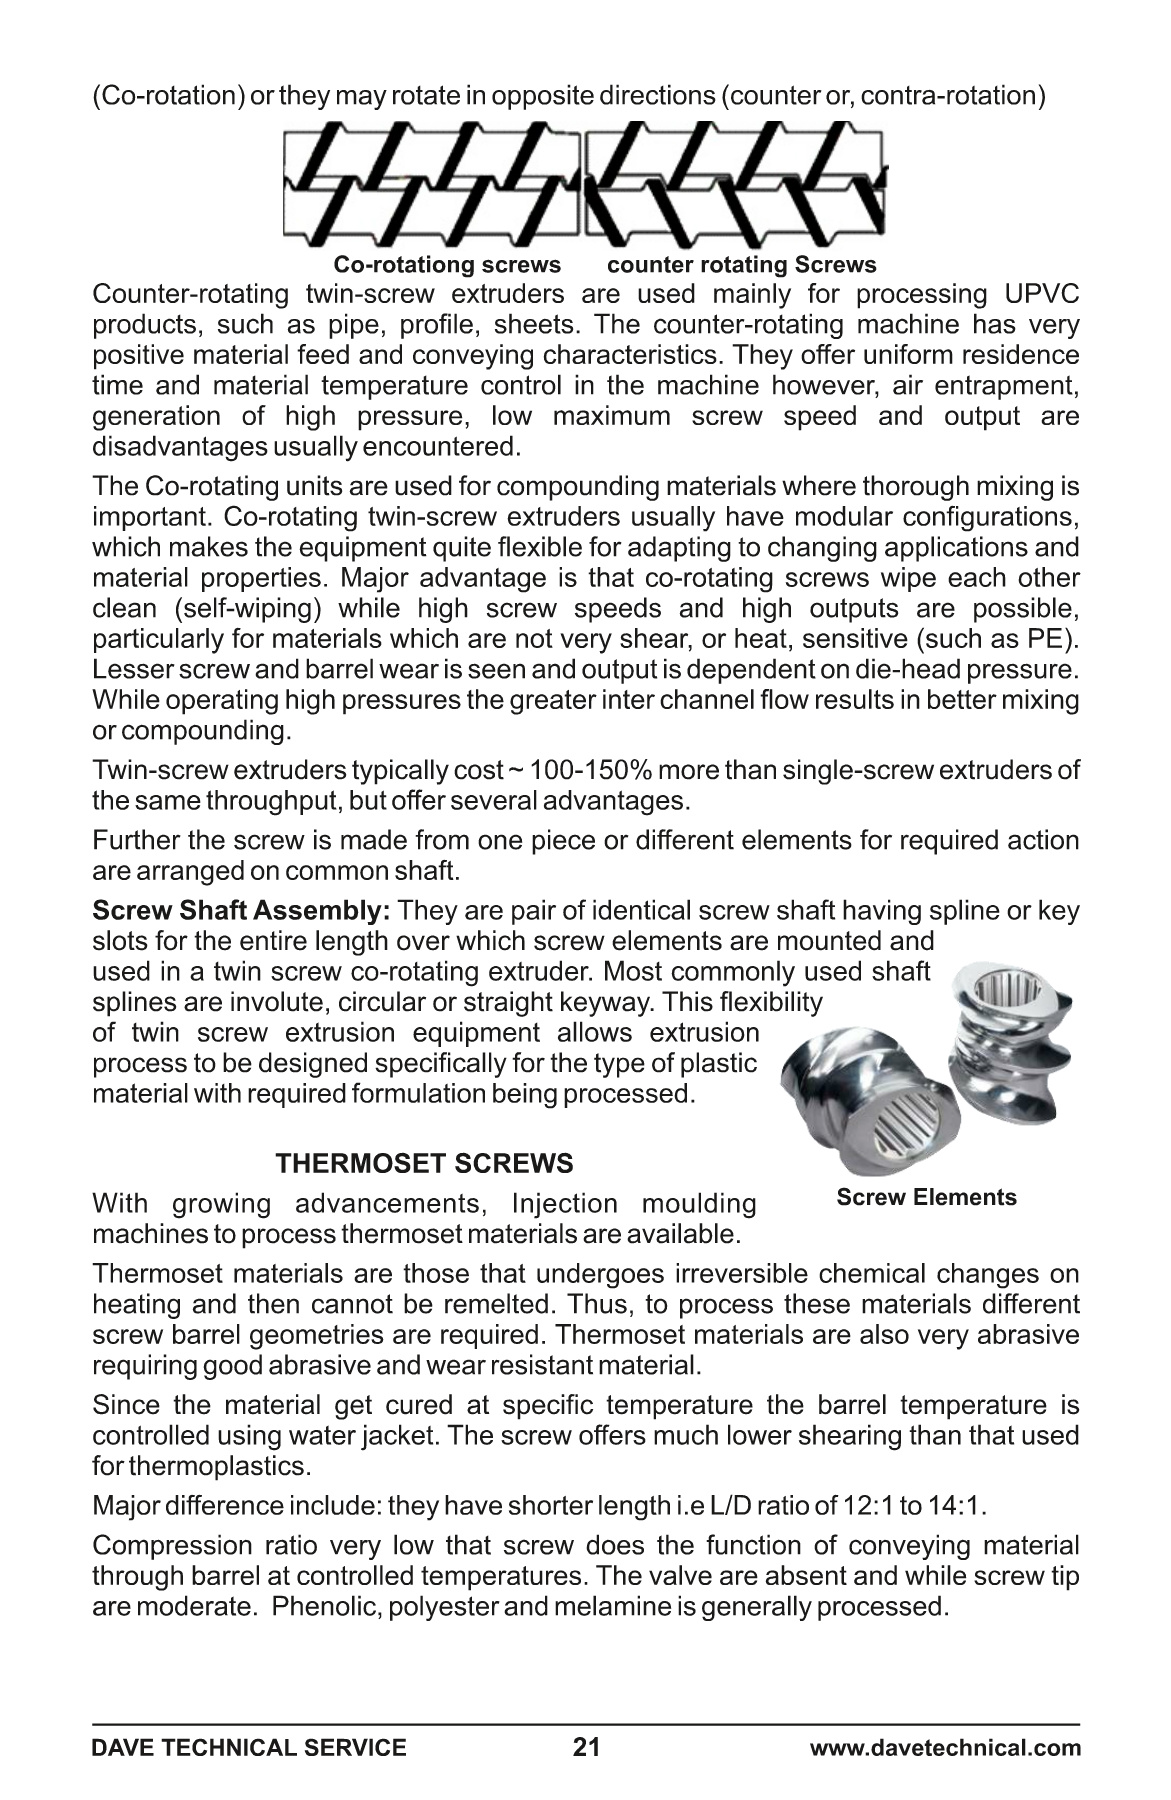 (Co-rotation) or they may rotate in opposite directions (counter or, contra-rotation)
Co-rotationg screws counter rotating Screws
Counter-rotating twin-screw extruders are used mainly for processing UPVC
products, such as pipe, profile, sheets. The counter-rotating machine has very
positive material feed and conveying characteristics. They offer uniform residence
time and material temperature control in the machine however, air entrapment,
generation of high pressure, low maximum screw speed and output are
disadvantages usually encountered.
The Co-rotating units are used for compounding materials where thorough mixing is
important. Co-rotating twin-screw extruders usually have modular configurations,
which makes the equipment quite flexible for adapting to changing applications and
material properties. Major advantage is that co-rotating screws wipe each other
clean (self-wiping) while high screw speeds and high outputs are possible,
particularly for materials which are not very shear, or heat, sensitive (such as PE).
Lesser screw and barrel wear is seen and output is dependent on die-head pressure.
While operating high pressures the greater inter channel flow results in better mixing
or compounding.
Twin-screw extruders typically cost ~ 100-150% more than single-screw extruders of
the same throughput, but offer several advantages.
Further the screw is made from one piece or different elements for required action
are arranged on common shaft.
Screw Shaft Assembly: They are pair of identical screw shaft having spline or key
slots for the entire length over which screw elements are mounted and
used in a twin screw co-rotating extruder. Most commonly used shaft
splines are involute, circular or straight keyway. This flexibility
of twin screw extrusion equipment allows extrusion
process to be designed specifically for the type of plastic
material with required formulation being processed.
Screw Elements
THERMOSET SCREWS
With growing advancements, Injection moulding
machines to process thermoset materials are available.
Thermoset materials are those that undergoes irreversible chemical changes on
heating and then cannot be remelted. Thus, to process these materials different
screw barrel geometries are required. Thermoset materials are also very abrasive
requiring good abrasive and wear resistant material.
Since the material get cured at specific temperature the barrel temperature is
controlled using water jacket. The screw offers much lower shearing than that used
for thermoplastics.
Major difference include: they have shorter length i.e L/D ratio of 12:1 to 14:1.
Compression ratio very low that screw does the function of conveying material
through barrel at controlled temperatures. The valve are absent and while screw tip
are moderate. Phenolic, polyester and melamine is generally processed.
DAVE TECHNICAL SERVICE 21 www.davetechnical.com